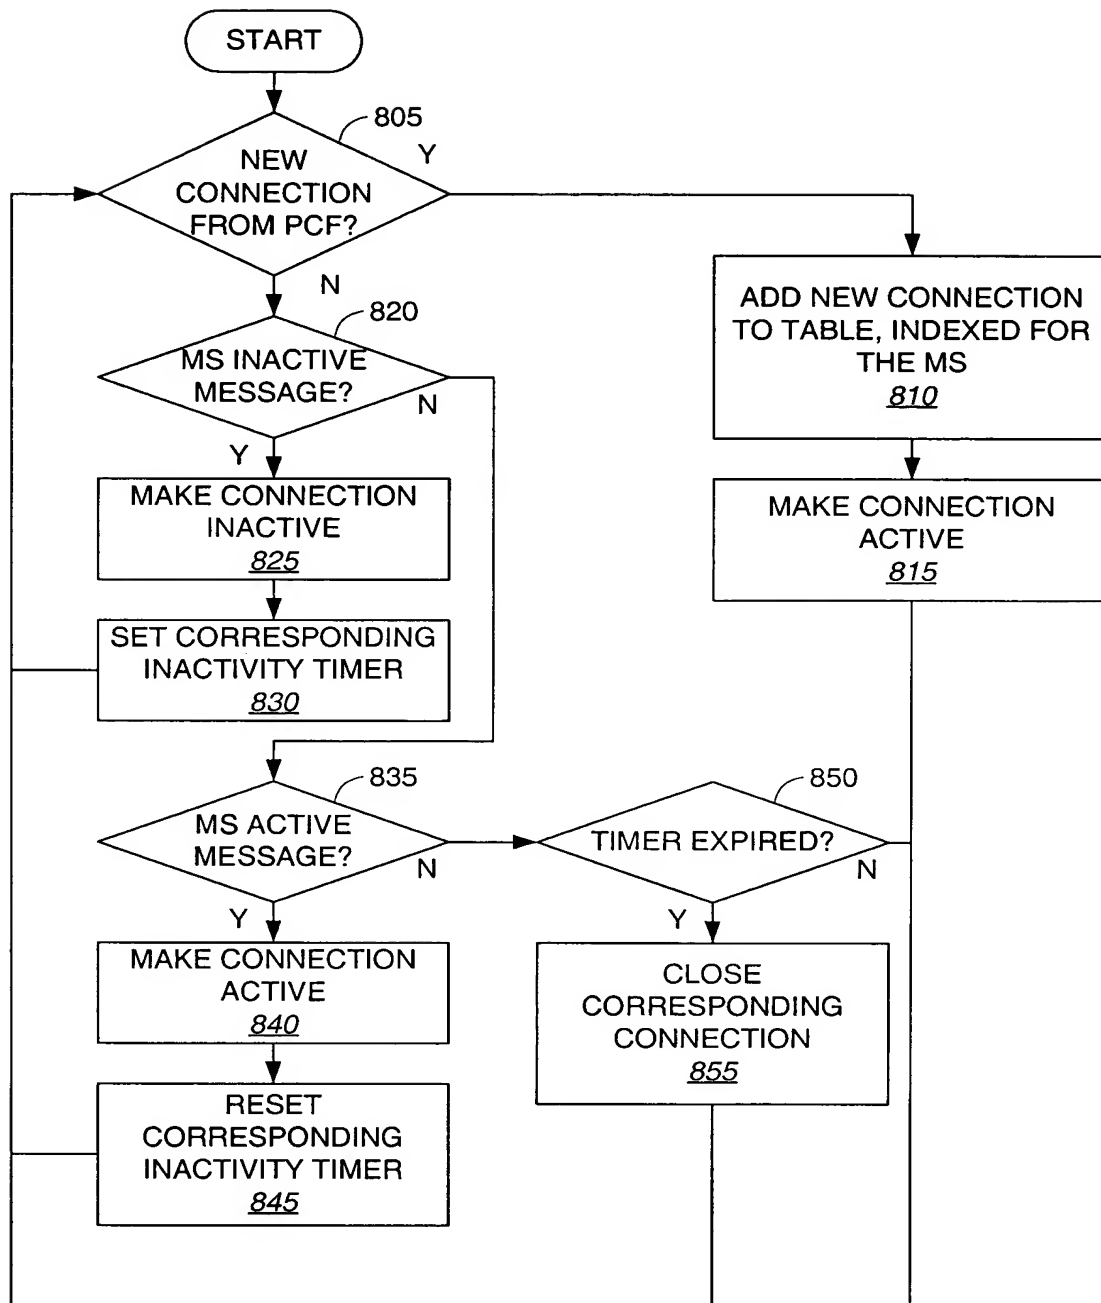 START
805
NEW
CONNECTION
FROM PCF?
Y
N
ADD NEW CONNECTION
TO TABLE, INDEXED FOR
THE MS
810
820
MS INACTIVE
MESSAGE?
N
Y
MAKE CONNECTION
INACTIVE
825
MAKE CONNECTION
ACTIVE
815
SET CORRESPONDING
INACTIVITY TIMER
830
835
MS ACTIVE
MESSAGE?
N
Y
850
TIMER EXPIRED?
N
Y
MAKE CONNECTION
ACTIVE
840
CLOSE
CORRESPONDING
CONNECTION
855
RESET
CORRESPONDING
INACTIVITY TIMER
845